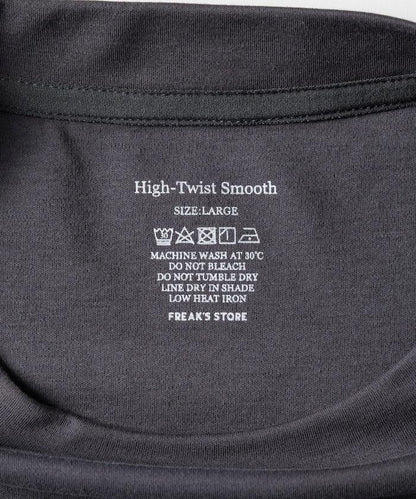 High-Twist Smooth
SIZE:LARGE
30
MACHINE WASH AT 30℃
DO NOT BLEACH
DO NOT TUMBLE DRY
LINE DRY IN SHADE
LOW HEAT IRON
FREAK'S STORE